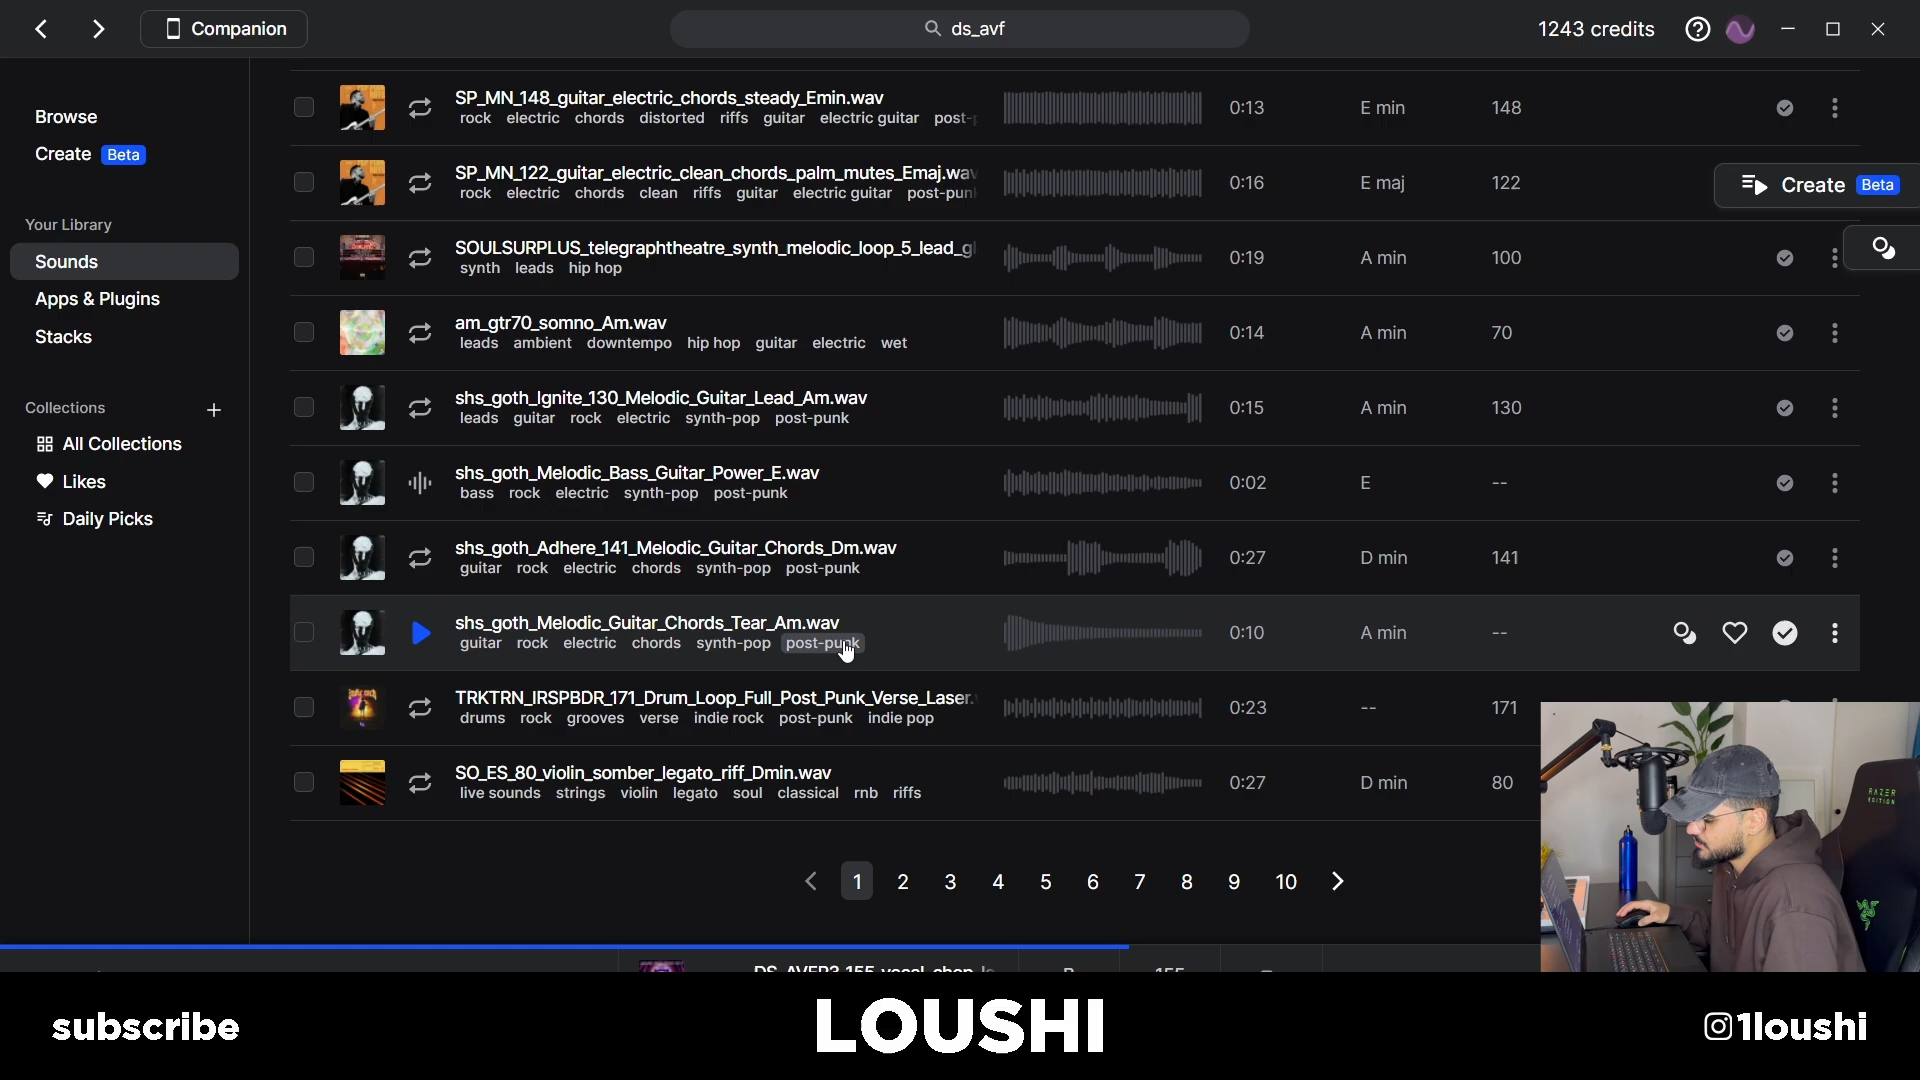 Companion
ds_avf
1243 credits
Browse
Create Beta
Your Library
Sounds
Apps & Plugins
Stacks
Collections
All Collections
Likes
Daily Picks
SP_MN_148_guitar_electric_chords_steady_Emin.wav
rock electric chords distorted riffs guitar electric guitar post-
0:13 E min 148
SP_MN_122_guitar_electric_clean_chords_palm_mutes_Emaj.wav
rock electric chords clean riffs guitar electric guitar post-pun
0:16 E maj 122
Create Beta
SOULSURPLUS_telegraphtheatre_synth_melodic_loop_5_lead_gl
synth leads hip hop
0:19 A min 100
am_gtr70_somno_Am.wav
leads ambient downtempo hip hop guitar electric wet
0:14 A min 70
shs_goth_Ignite_130_Melodic_Guitar_Lead_Am.wav
leads guitar rock electric synth-pop post-punk
0:15 A min 130
shs_goth_Melodic_Bass_Guitar_Power_E.wav
bass rock electric synth-pop post-punk
0:02 E --
shs_goth_Adhere_141_Melodic_Guitar_Chords_Dm.wav
guitar rock electric chords synth-pop post-punk
0:27 D min 141
shs_goth_Melodic_Guitar_Chords_Tear_Am.wav
guitar rock electric chords synth-pop post-punk
0:10 A min --
TRKTRN_IRSPBDR_171_Drum_Loop_Full_Post_Punk_Verse_Laser.
drums rock grooves verse indie rock post-punk indie pop
0:23 -- 171
SO_ES_80_violin_somber_legato_riff_Dmin.wav
live sounds strings violin legato soul classical rnb riffs
0:27 D min 80
1 2 3 4 5 6 7 8 9 10
RAZER
EDITION
subscribe
LOUSHI
1loushi